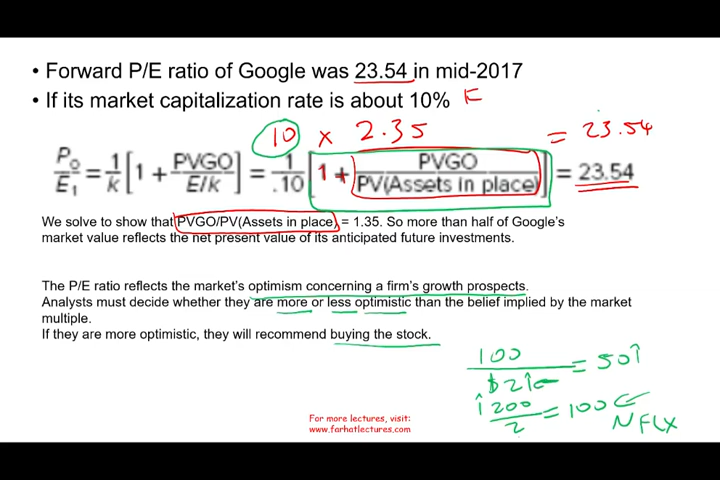 • Forward P/E ratio of Google was 23.54 in mid-2017
• If its market capitalization rate is about 10% K
10 x 2.35 = 23.54
P₀/E₁ = 1/k [1 + PVGO/E/k] = 1/.10 [1 + PVGO/PV(Assets in place)] = 23.54
We solve to show that PVGO/PV(Assets in place) = 1.35. So more than half of Google's
market value reflects the net present value of its anticipated future investments.
The P/E ratio reflects the market's optimism concerning a firm's growth prospects.
Analysts must decide whether they are more or less optimistic than the belief implied by the market
multiple.
If they are more optimistic, they will recommend buying the stock.
100/$2 = 50
200/2 = 100
NFLX
For more lectures, visit:
www.farhatlectures.com